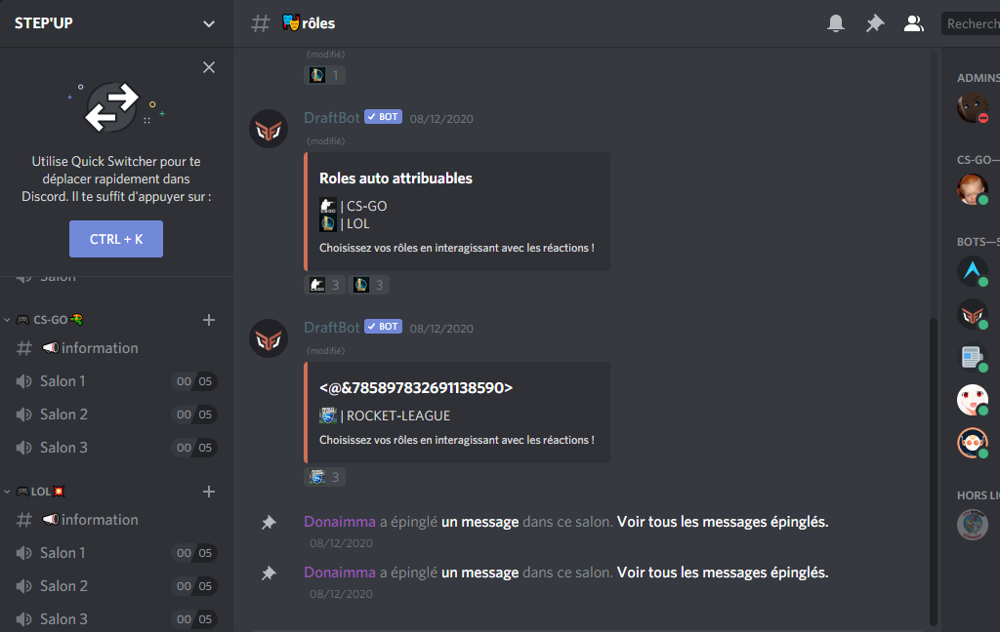 STEP'UP
Utilise Quick Switcher pour te
déplacer rapidement dans
Discord. Il te suffit d'appuyer sur :
CTRL + K
Salon
CS-GO
information
Salon 1 00 05
Salon 2 00 05
Salon 3 00 05
LOL
information
Salon 1 00 05
Salon 2 00 05
Salon 3 00 05
rôles
Recherch
(modifié)
1
DraftBot BOT 08/12/2020
(modifié)
Roles auto attribuables
| CS-GO
| LOL
Choisissez vos rôles en interagissant avec les réactions !
3 3
DraftBot BOT 08/12/2020
(modifié)
<@&785897832691138590>
| ROCKET-LEAGUE
Choisissez vos rôles en interagissant avec les réactions !
3
Donaimma a épinglé un message dans ce salon. Voir tous les messages épinglés.
08/12/2020
Donaimma a épinglé un message dans ce salon. Voir tous les messages épinglés.
08/12/2020
ADMINS
CS-GO—
BOTS—5
HORS LI